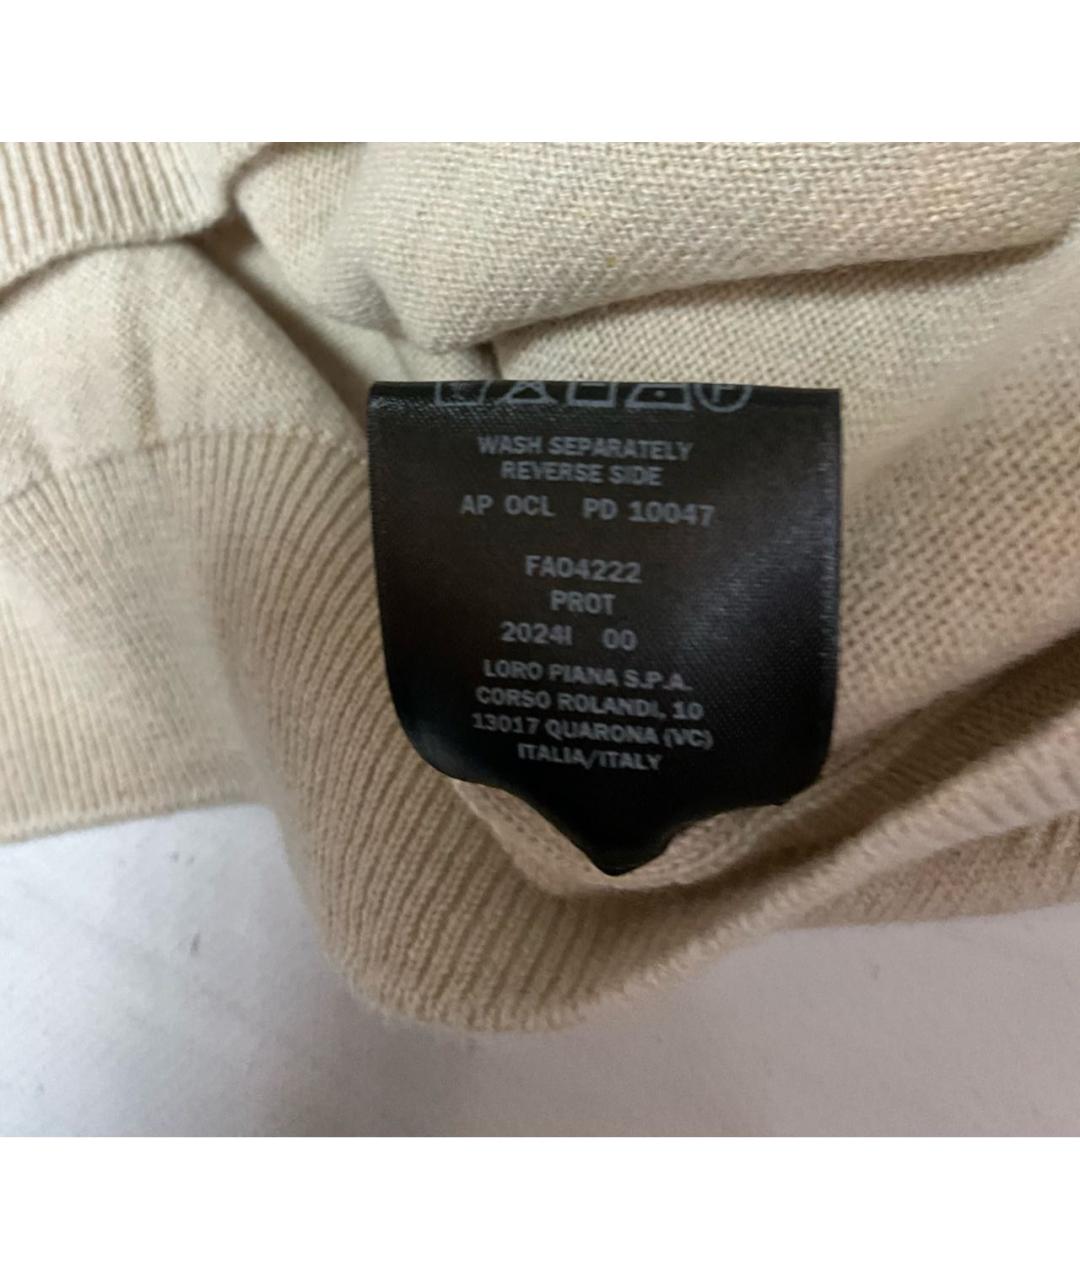 WASH SEPARATELY
REVERSE SIDE
AP OCL PD 10047
FAO4222
PROT
2024I 00
LORO PIANA S.P.A.
CORSO ROLANDI, 10
13017 QUARONA (VC)
ITALIA/ITALY